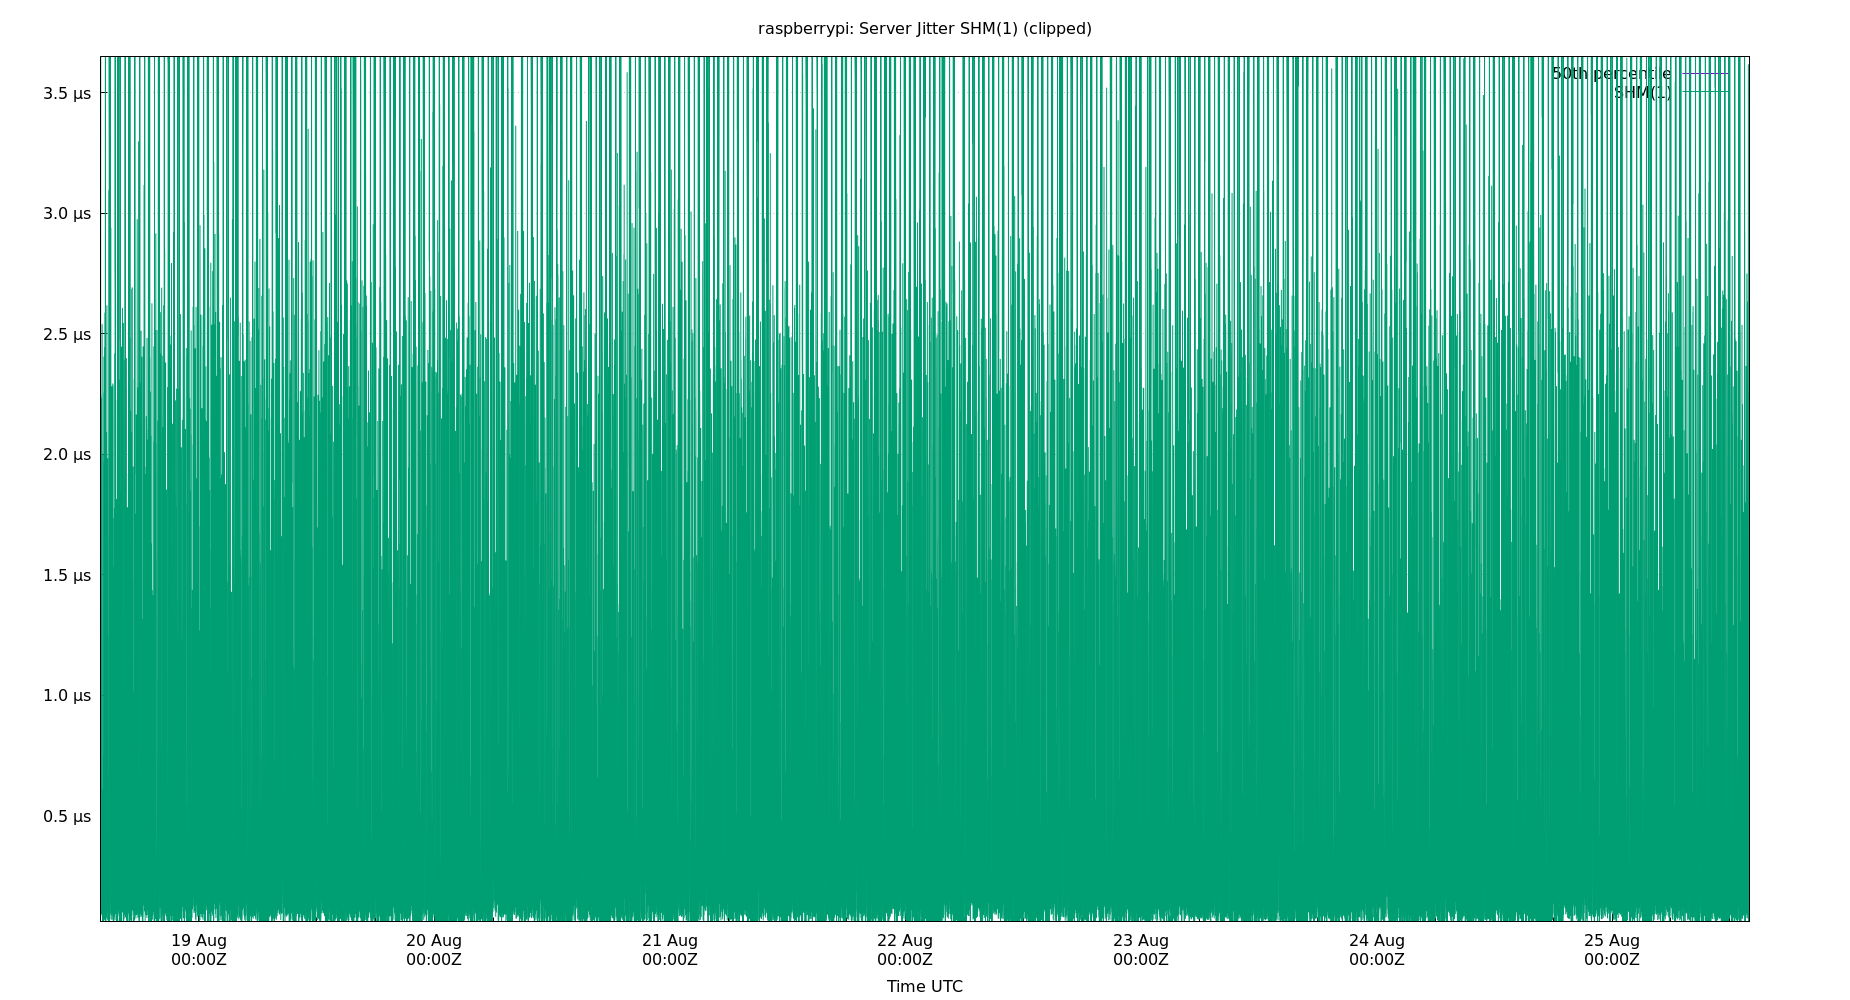 raspberrypi: Server Jitter SHM(1) (clipped)
50th percentile
SHM(1)
3.5 µs
3.0 µs
2.5 µs
2.0 µs
1.5 µs
1.0 µs
0.5 µs
19 Aug 20 Aug 21 Aug 22 Aug 23 Aug 24 Aug 25 Aug
00:00Z 00:00Z 00:00Z 00:00Z 00:00Z 00:00Z 00:00Z
Time UTC